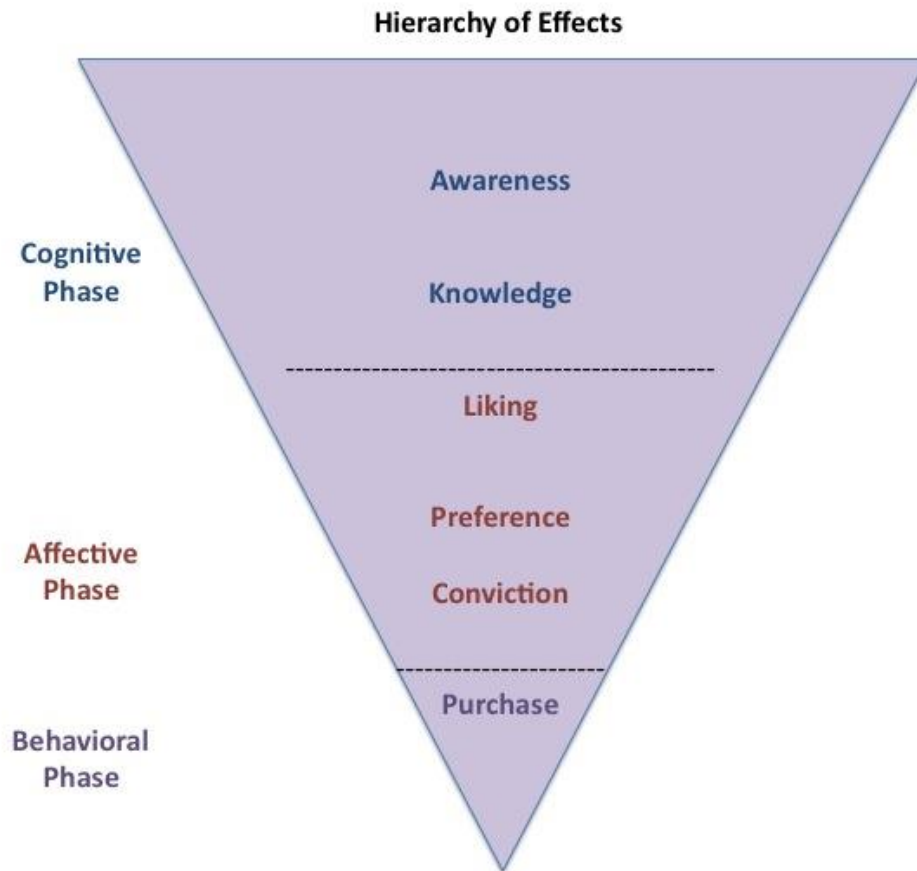 Hierarchy of Effects
Awareness
Cognitive
Phase
Knowledge
Liking
Preference
Affective
Phase
Conviction
Purchase
Behavioral
Phase